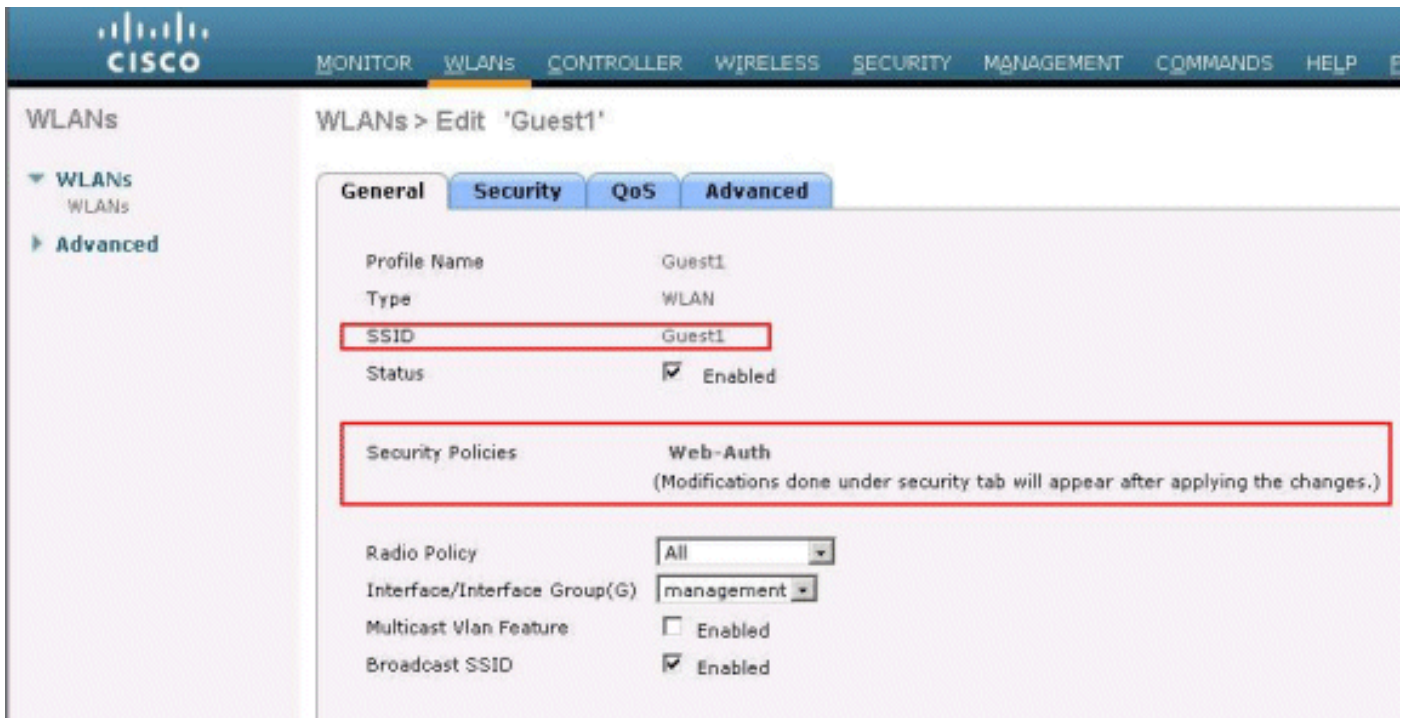 CISCO
MONITOR WLANs CONTROLLER WIRELESS SECURITY MANAGEMENT COMMANDS HELP
WLANs
WLANs > Edit 'Guest1'
WLANs
WLANs
Advanced
General Security QoS Advanced
Profile Name Guest1
Type WLAN
SSID Guest1
Status Enabled
Security Policies Web-Auth
(Modifications done under security tab will appear after applying the changes.)
Radio Policy All
Interface/Interface Group(G) management
Multicast Vlan Feature Enabled
Broadcast SSID Enabled